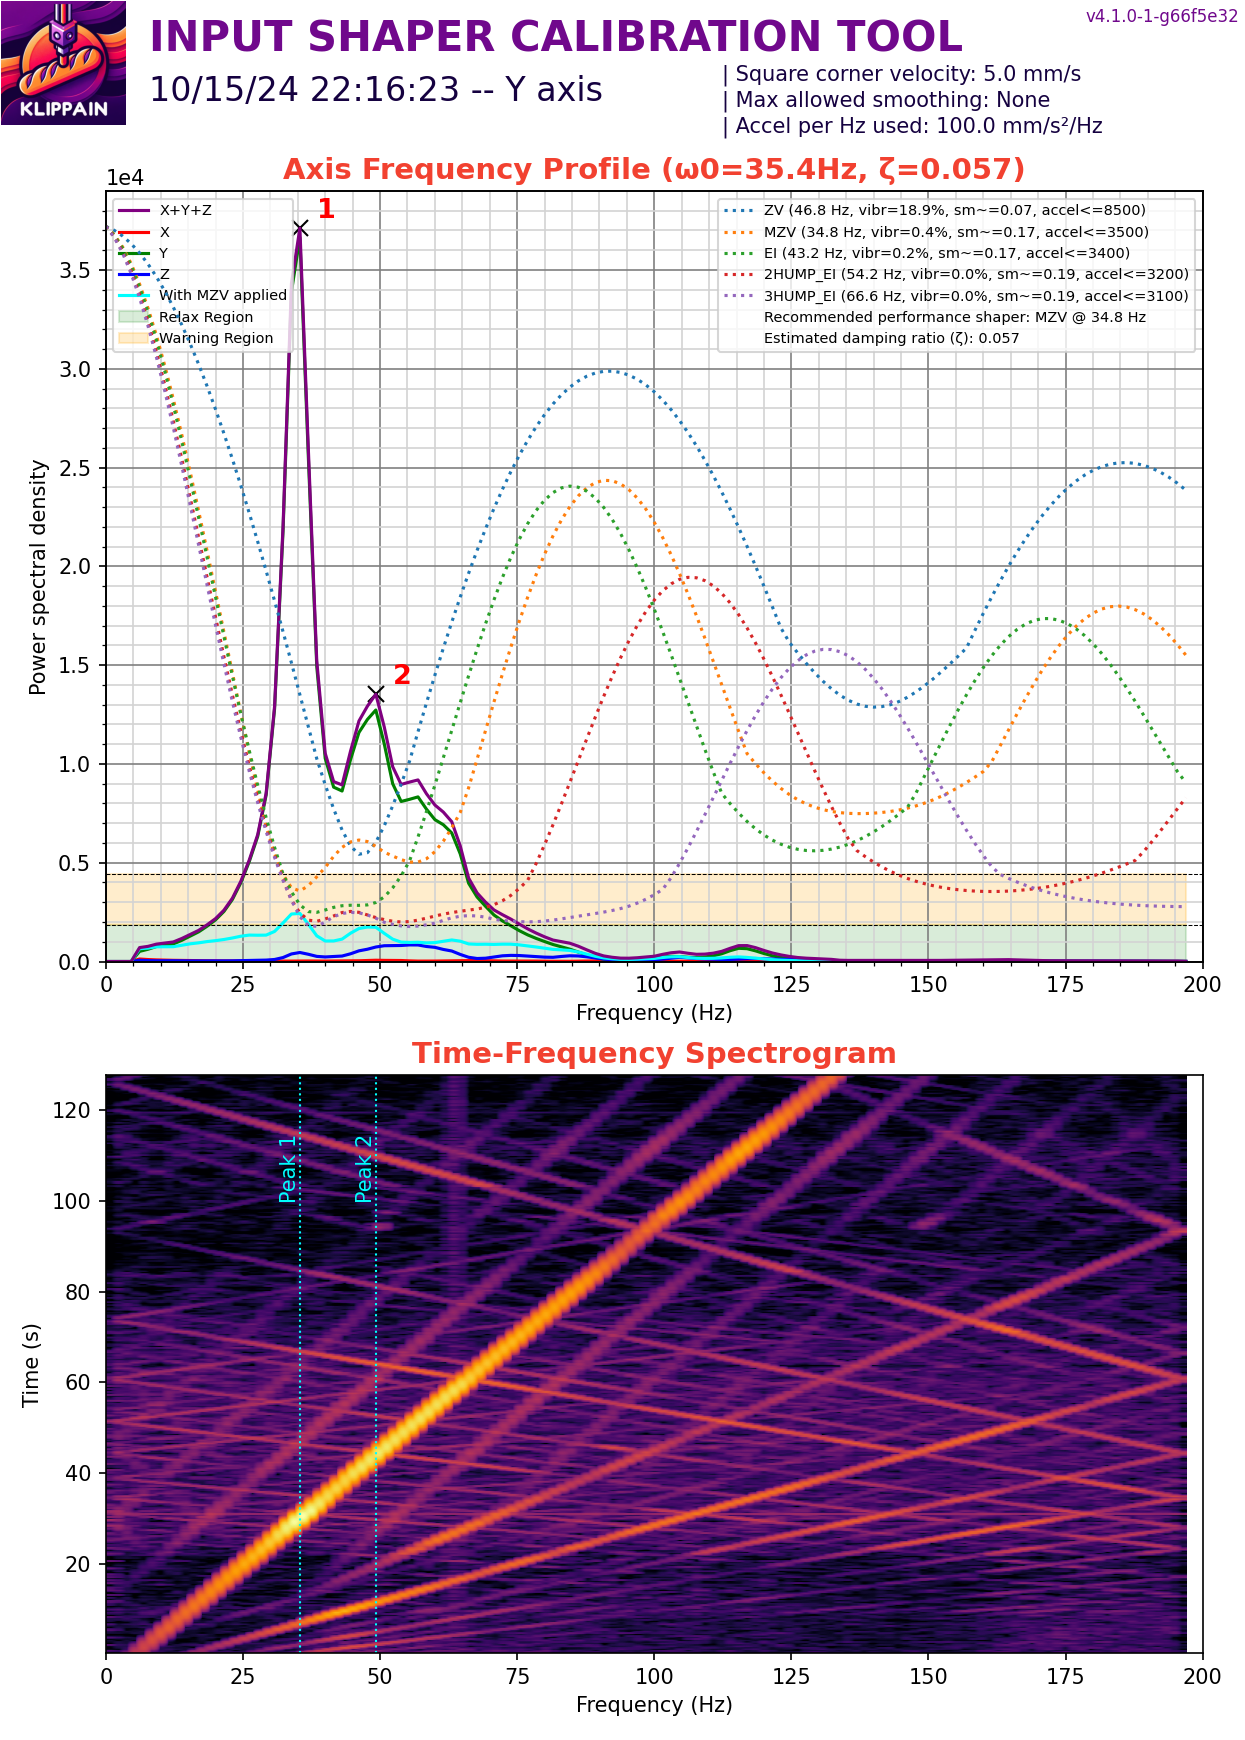 v4.1.0-1-g66f5e32
INPUT SHAPER CALIBRATION TOOL
10/15/24 22:16:23 -- Y axis
| Square corner velocity: 5.0 mm/s
| Max allowed smoothing: None
| Accel per Hz used: 100.0 mm/s²/Hz
KLIPPAIN
Axis Frequency Profile (ω0=35.4Hz, ζ=0.057)
1e4
X+Y+Z
X
Y
Z
With MZV applied
Relax Region
Warning Region
1
2
ZV (46.8 Hz, vibr=18.9%, sm~=0.07, accel<=8500)
MZV (34.8 Hz, vibr=0.4%, sm~=0.17, accel<=3500)
EI (43.2 Hz, vibr=0.2%, sm~=0.17, accel<=3400)
2HUMP_EI (54.2 Hz, vibr=0.0%, sm~=0.19, accel<=3200)
3HUMP_EI (66.6 Hz, vibr=0.0%, sm~=0.19, accel<=3100)
Recommended performance shaper: MZV @ 34.8 Hz
Estimated damping ratio (ζ): 0.057
Power spectral density
3.5
3.0
2.5
2.0
1.5
1.0
0.5
0.0
0 25 50 75 100 125 150 175 200
Frequency (Hz)
Time-Frequency Spectrogram
Peak 1
Peak 2
Time (s)
120
100
80
60
40
20
0 25 50 75 100 125 150 175 200
Frequency (Hz)